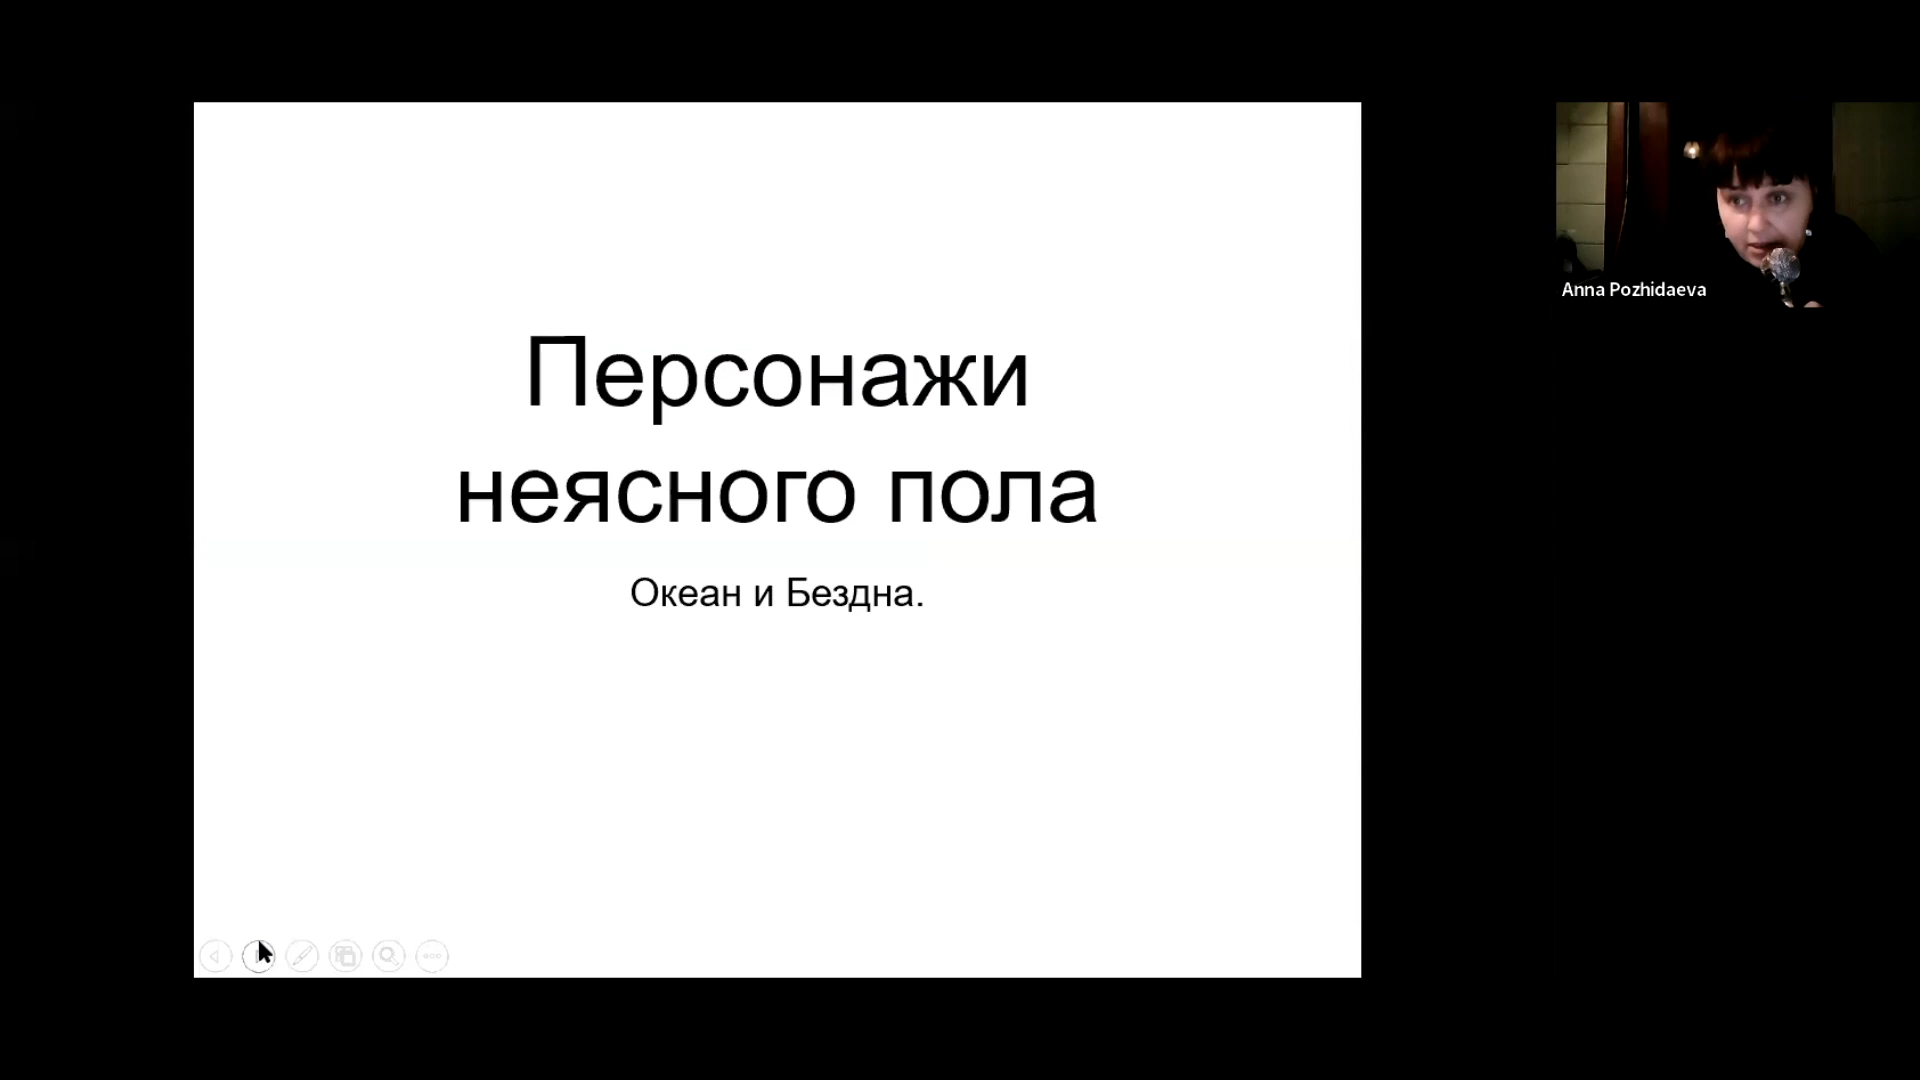 Персонажи
неясного пола
Океан и Бездна.
Anna Pozhidaeva